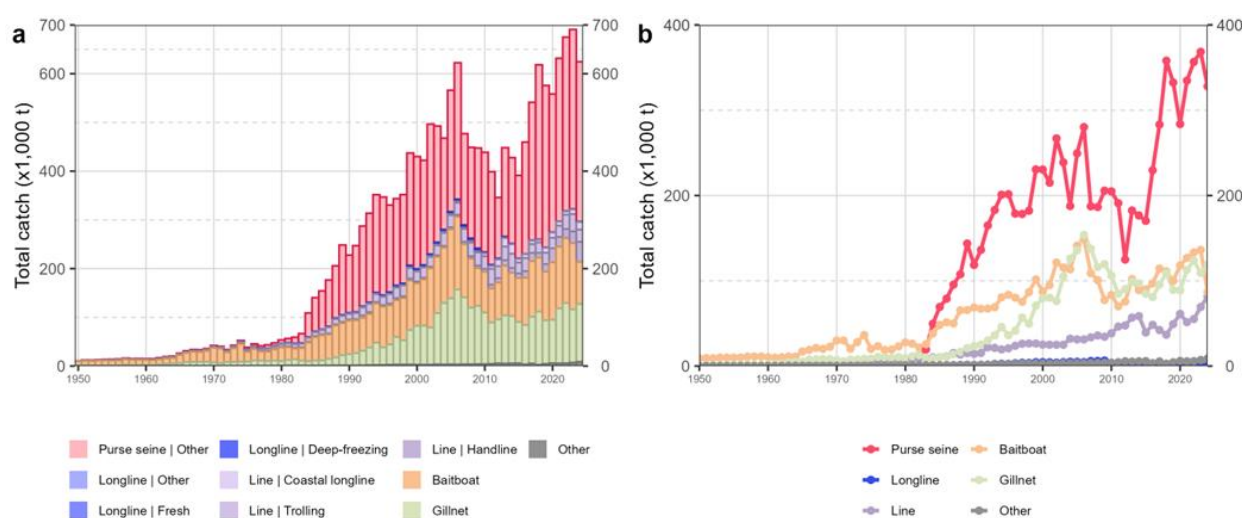 a
b
Total catch (x1,000 t)
700
600
400
200
0
700
600
400
200
0
1950
1960
1970
1980
1990
2000
2010
2020
Total catch (x1,000 t)
400
200
0
400
200
0
1950
1960
1970
1980
1990
2000
2010
2020
Purse seine | Other
Longline | Deep-freezing
Line | Handline
Other
Longline | Other
Line | Coastal longline
Baitboat
Longline | Fresh
Line | Trolling
Gillnet
Purse seine
Baitboat
Longline
Gillnet
Line
Other